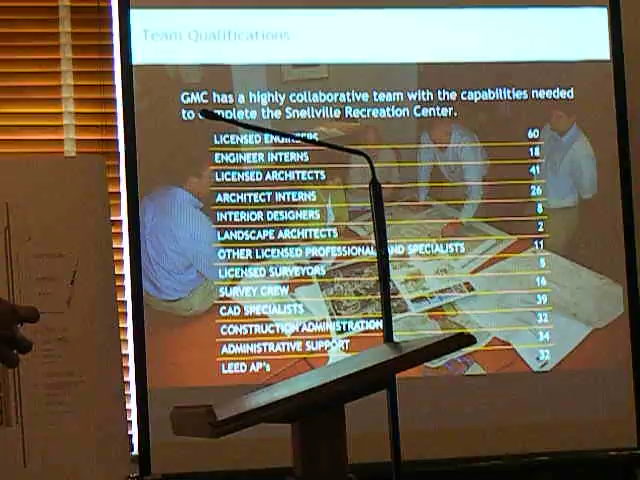 Team Qualifications
GMC has a highly collaborative team with the capabilities needed
to complete the Snellville Recreation Center.
LICENSED ENGINEERS 60
ENGINEER INTERNS 18
LICENSED ARCHITECTS 41
ARCHITECT INTERNS 26
INTERIOR DESIGNERS 8
LANDSCAPE ARCHITECTS 2
OTHER LICENSED PROFESSIONAL AND SPECIALISTS 11
LICENSED SURVEYORS 5
SURVEY CREW 16
CAD SPECIALISTS 39
CONSTRUCTION ADMINISTRATION 32
ADMINISTRATIVE SUPPORT 34
LEED AP's 32